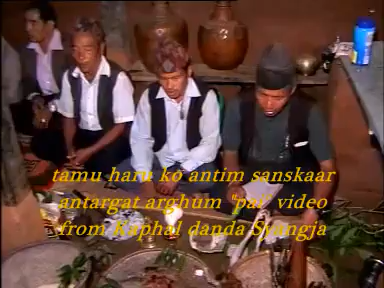 tamu haru ko antim sanskaar
antargat arghum "pai" video
from Kaphal danda Syangja